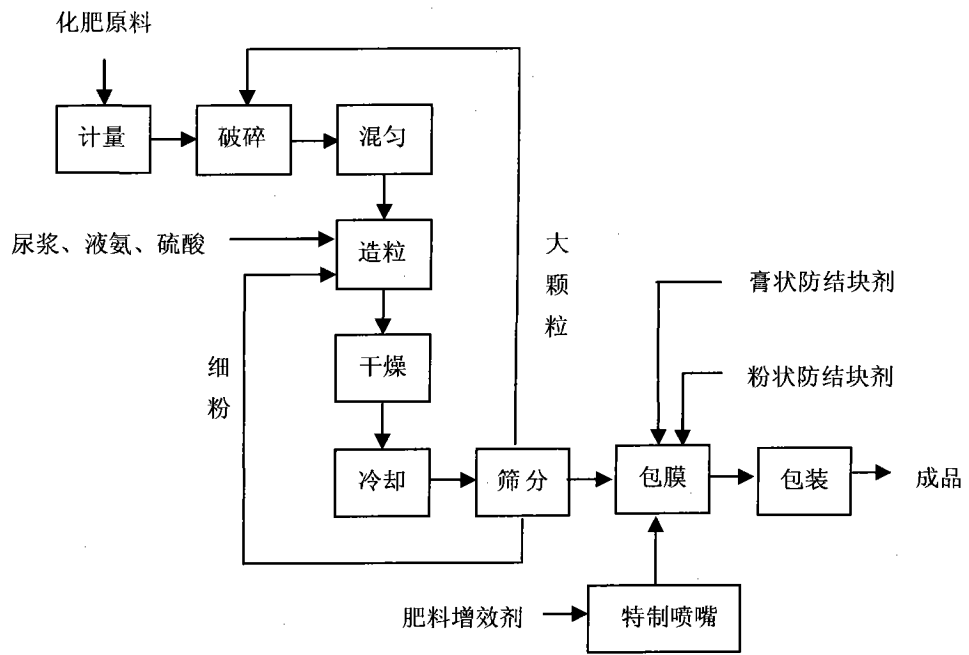 化肥原料
计量
破碎
混匀
尿浆、液氨、硫酸
造粒
大颗粒
膏状防结块剂
细粉
干燥
粉状防结块剂
冷却
筛分
包膜
包装
成品
肥料增效剂
特制喷嘴